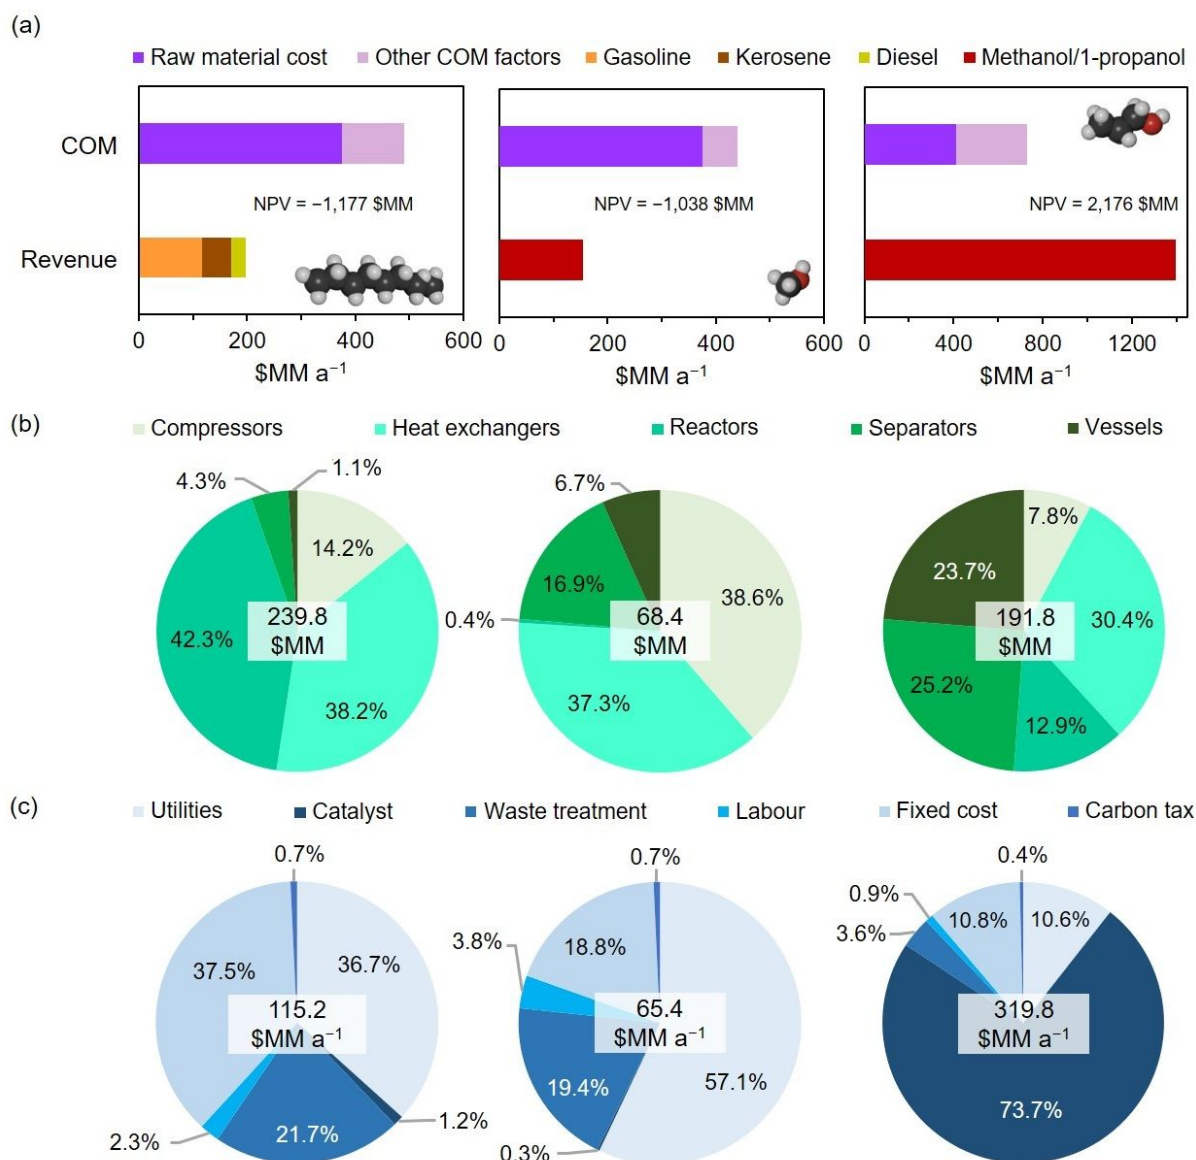 (a)
Raw material cost Other COM factors Gasoline Kerosene Diesel Methanol/1-propanol
COM
NPV = −1,177 $MM NPV = −1,038 $MM NPV = 2,176 $MM
Revenue
0 200 400 600 0 200 400 600 0 400 800 1200
$MM a⁻¹ $MM a⁻¹ $MM a⁻¹
(b)
Compressors Heat exchangers Reactors Separators Vessels
4.3% 1.1% 14.2% 42.3% 38.2%
239.8
$MM
6.7% 16.9% 38.6% 0.4% 37.3%
68.4
$MM
7.8% 23.7% 30.4% 25.2% 12.9%
191.8
$MM
(c)
Utilities Catalyst Waste treatment Labour Fixed cost Carbon tax
0.7% 37.5% 36.7% 2.3% 21.7% 1.2%
115.2
$MM a⁻¹
0.7% 3.8% 18.8% 19.4% 57.1% 0.3%
65.4
$MM a⁻¹
0.4% 0.9% 10.8% 10.6% 3.6% 73.7%
319.8
$MM a⁻¹